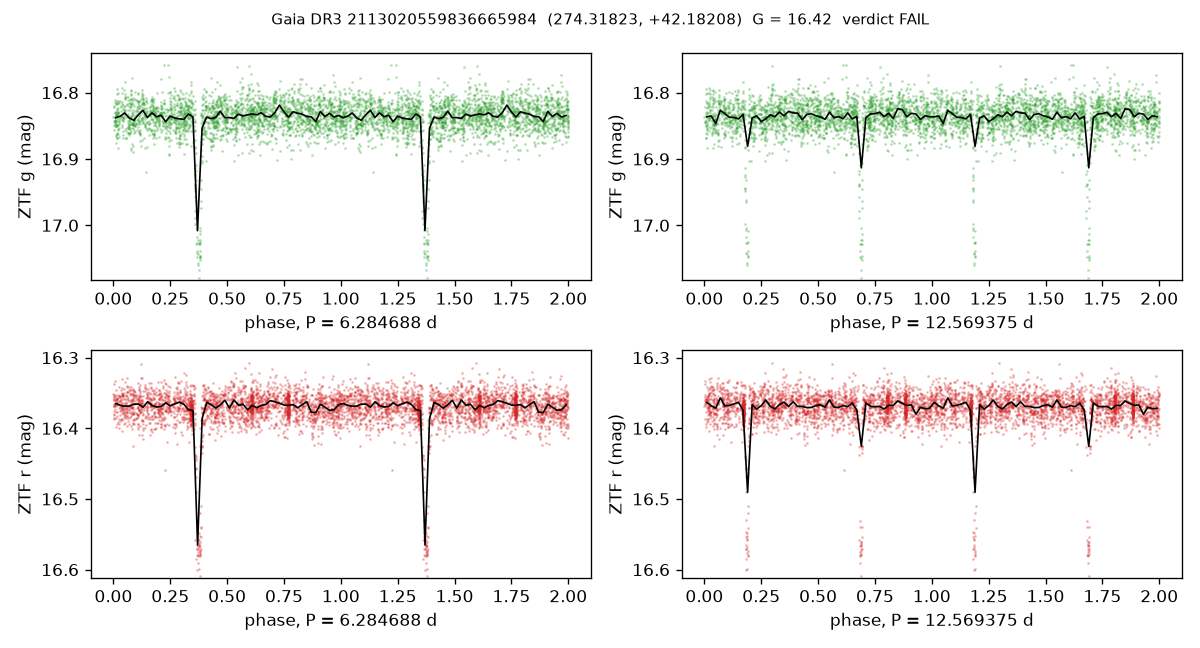 Gaia DR3 2113020559836665984  (274.31823, +42.18208)  G = 16.42  verdict FAIL
ZTF g (mag)
16.8
16.9
17.0
0.00 0.25 0.50 0.75 1.00 1.25 1.50 1.75 2.00
phase, P = 6.284688 d
ZTF g (mag)
16.8
16.9
17.0
0.00 0.25 0.50 0.75 1.00 1.25 1.50 1.75 2.00
phase, P = 12.569375 d
ZTF r (mag)
16.3
16.4
16.5
16.6
0.00 0.25 0.50 0.75 1.00 1.25 1.50 1.75 2.00
phase, P = 6.284688 d
ZTF r (mag)
16.3
16.4
16.5
16.6
0.00 0.25 0.50 0.75 1.00 1.25 1.50 1.75 2.00
phase, P = 12.569375 d